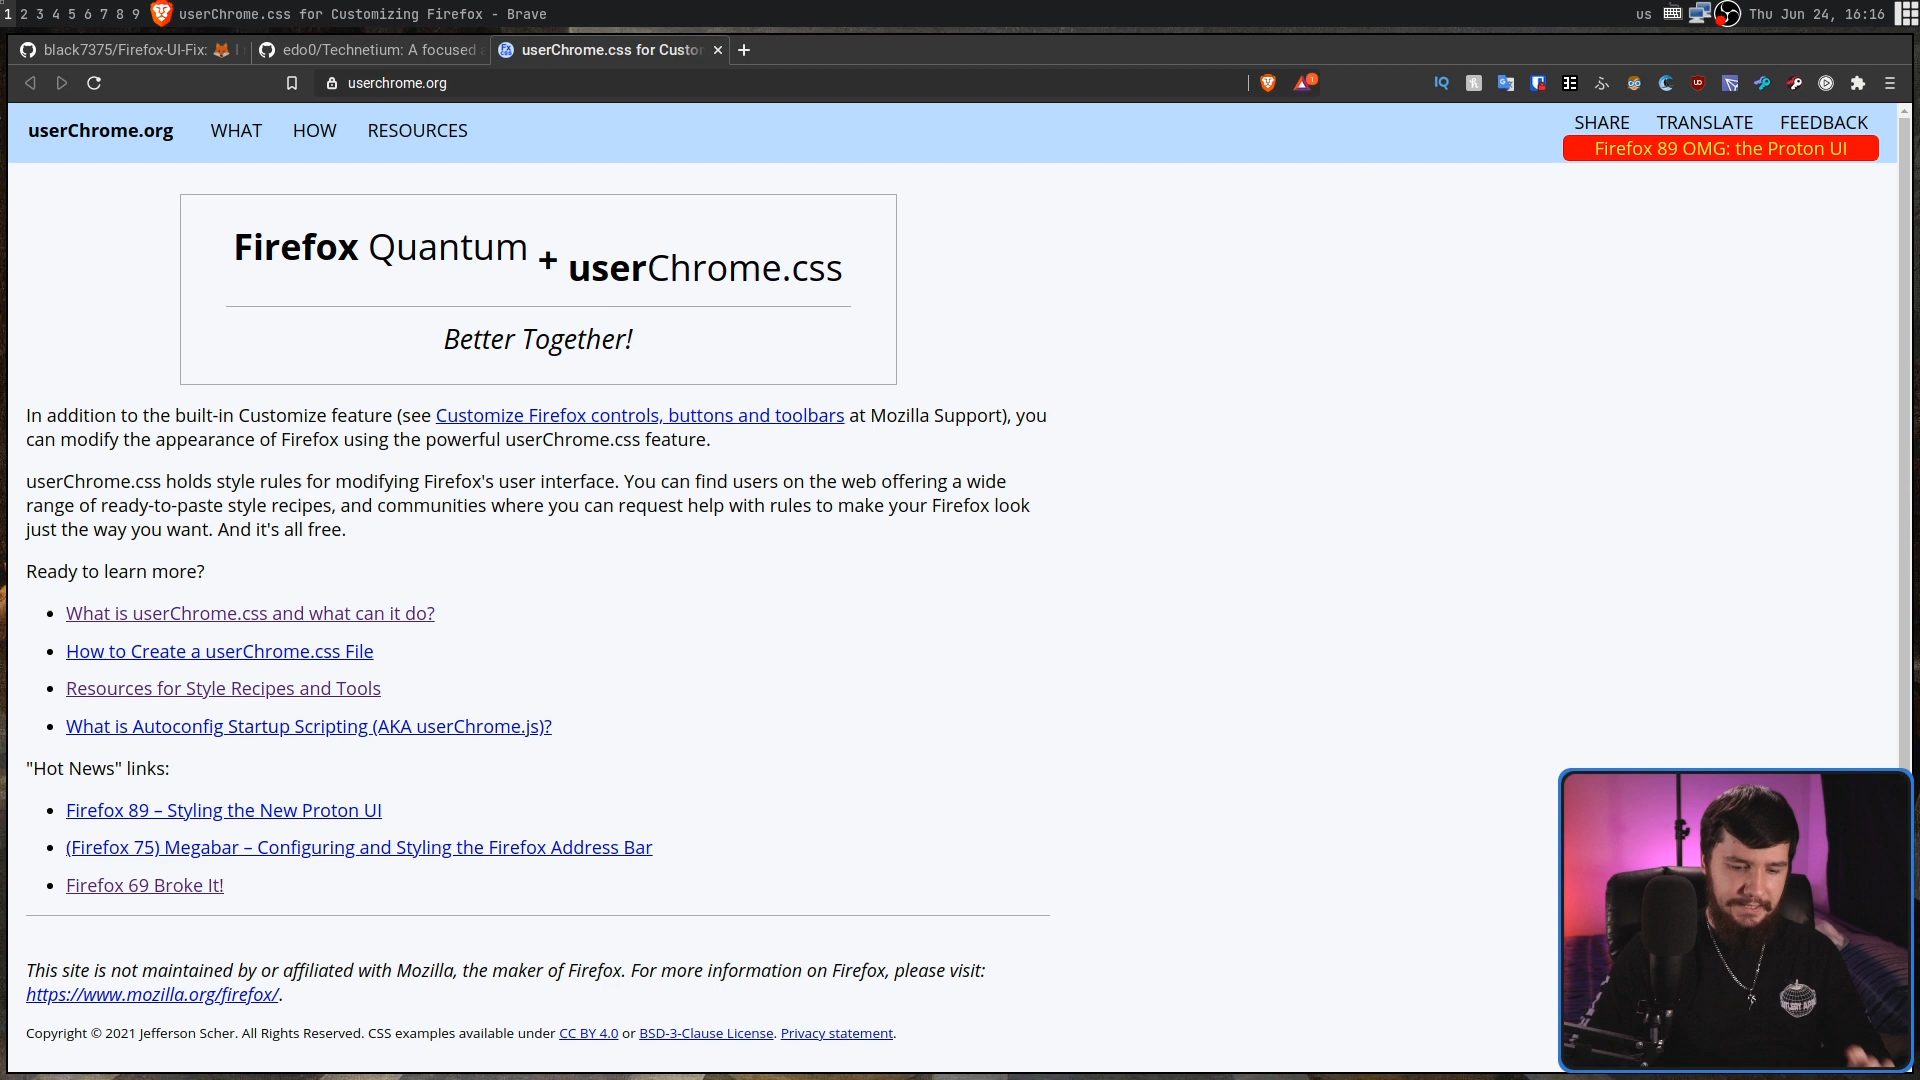 1 2 3 4 5 6 7 8 9 userChrome.css for Customizing Firefox - Brave
us Thu Jun 24, 16:16
black7375/Firefox-UI-Fix:
edo0/Technetium: A focused
userChrome.css for Custo
userchrome.org
userChrome.org WHAT HOW RESOURCES
SHARE TRANSLATE FEEDBACK
Firefox 89 OMG: the Proton UI
Firefox Quantum + userChrome.css
Better Together!
In addition to the built-in Customize feature (see Customize Firefox controls, buttons and toolbars at Mozilla Support), you
can modify the appearance of Firefox using the powerful userChrome.css feature.
userChrome.css holds style rules for modifying Firefox's user interface. You can find users on the web offering a wide
range of ready-to-paste style recipes, and communities where you can request help with rules to make your Firefox look
just the way you want. And it's all free.
Ready to learn more?
• What is userChrome.css and what can it do?
• How to Create a userChrome.css File
• Resources for Style Recipes and Tools
• What is Autoconfig Startup Scripting (AKA userChrome.js)?
"Hot News" links:
• Firefox 89 – Styling the New Proton UI
• (Firefox 75) Megabar – Configuring and Styling the Firefox Address Bar
• Firefox 69 Broke It!
This site is not maintained by or affiliated with Mozilla, the maker of Firefox. For more information on Firefox, please visit:
https://www.mozilla.org/firefox/.
Copyright © 2021 Jefferson Scher. All Rights Reserved. CSS examples available under CC BY 4.0 or BSD-3-Clause License. Privacy statement.